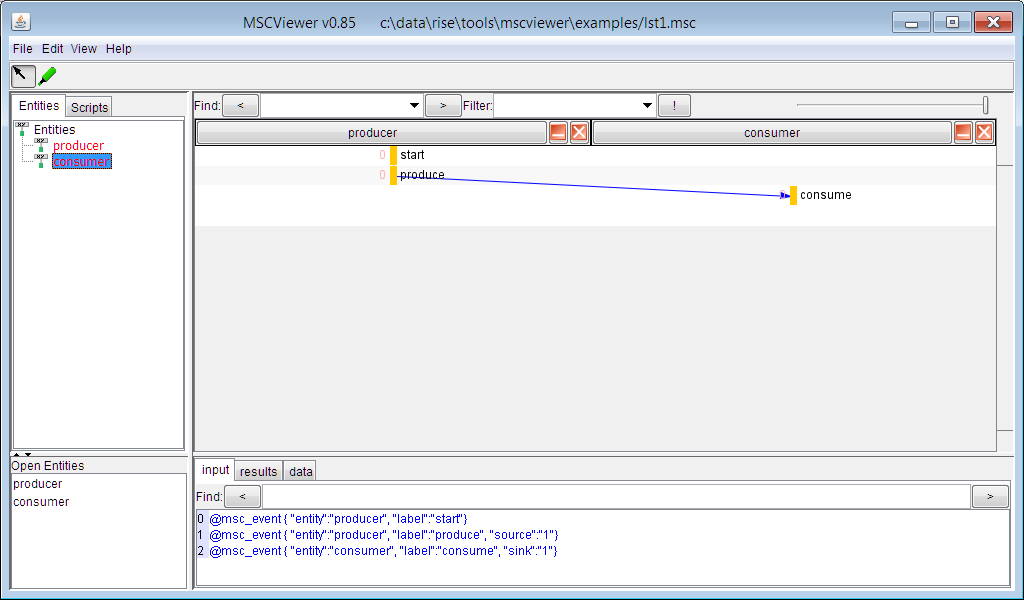 MSCViewer v0.85 c:\data\rise\tools\mscviewer\examples/lst1.msc
File Edit View Help
Entities Scripts
Entities
producer
consumer
Find: < > Filter: !
producer consumer
0 start
0 produce
consume
Open Entities
producer
consumer
input results data
Find: < >
0 @msc_event { "entity":"producer", "label":"start"}
1 @msc_event { "entity":"producer", "label":"produce", "source":"1"}
2 @msc_event { "entity":"consumer", "label":"consume", "sink":"1"}